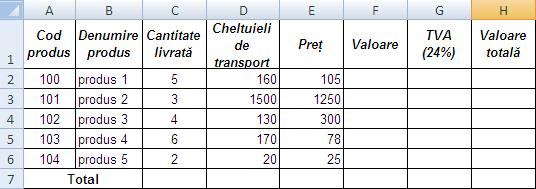 A B C D E F G H
1 Cod produs Denumire produs Cantitate livrată Cheltuieli de transport Preț Valoare TVA (24%) Valoare totală
2 100 produs 1 5 160 105
3 101 produs 2 3 1500 1250
4 102 produs 3 4 130 300
5 103 produs 4 6 170 78
6 104 produs 5 2 20 25
7 Total